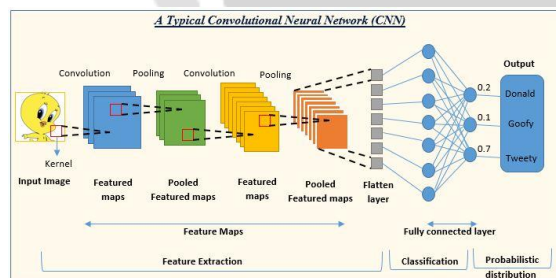 A Typical Convolutional Neural Network (CNN)
Convolution Pooling Convolution Pooling
Output
Kernel
0.2 Donald
0.1 Goofy
0.7 Tweety
Input Image
Featured maps
Pooled Featured maps
Featured maps
Pooled Featured maps
Flatten layer
Feature Maps
Fully connected layer
Feature Extraction
Classification
Probabilistic distribution